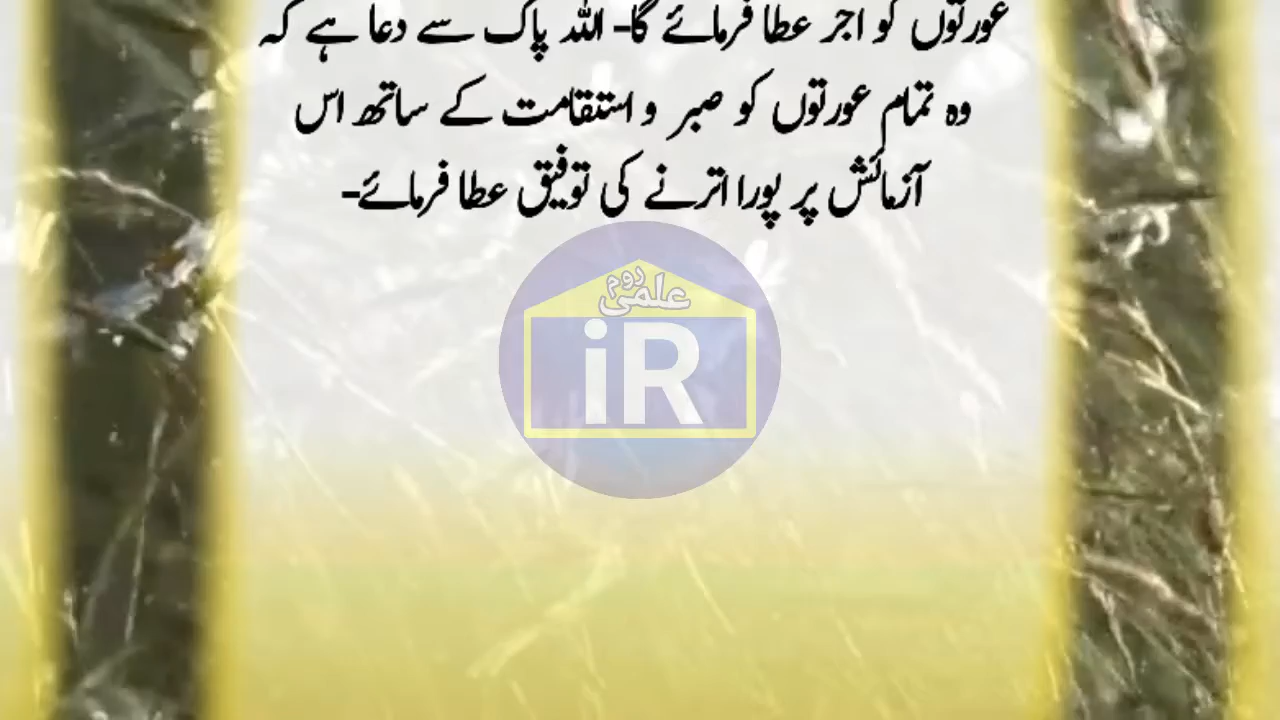 عورتوں کو اجر عطا فرمائے گا- اللہ پاک سے دعا ہے کہ
وہ تمام عورتوں کو صبر و استقامت کے ساتھ اس
آزمائش پر پورا اترنے کی توفیق عطا فرمائے-
علمی روم
iR